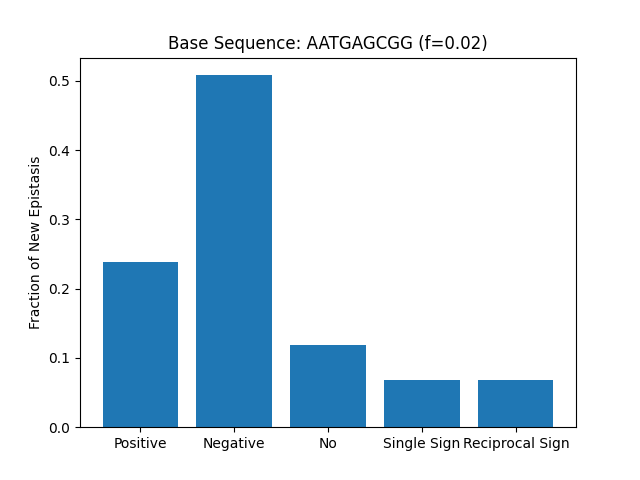 Base Sequence: AATGAGCGG (f=0.02)
Fraction of New Epistasis
0.5
0.4
0.3
0.2
0.1
0.0
Positive Negative No Single Sign Reciprocal Sign